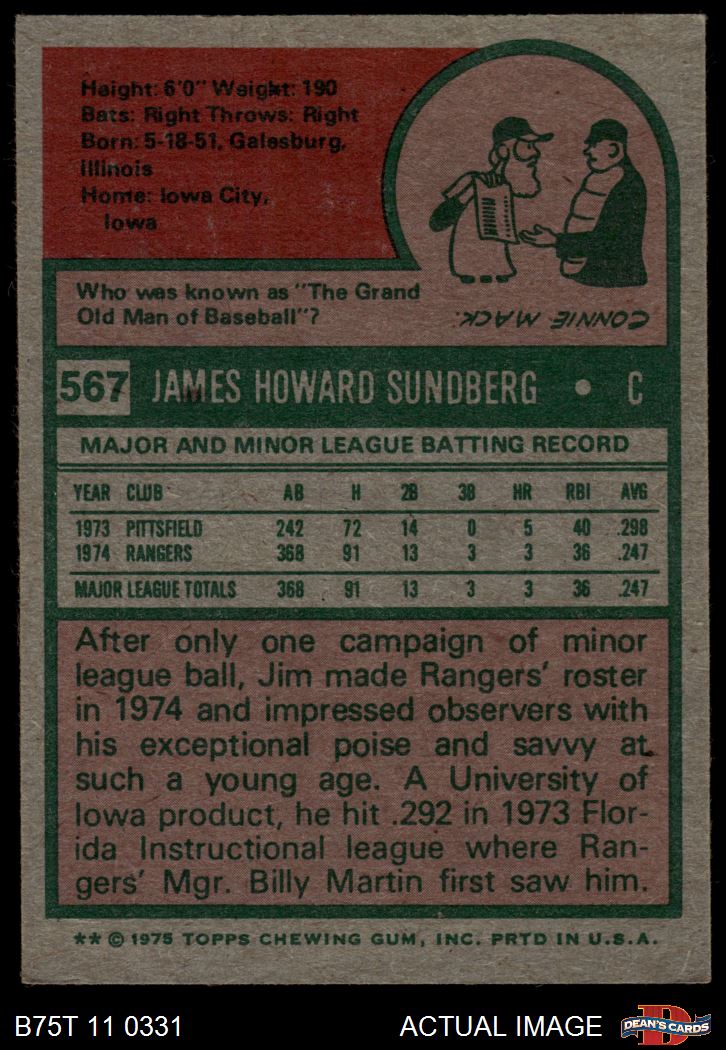 Height: 6'0" Weight: 190
Bats: Right Throws: Right
Born: 5-18-51, Galesburg,
Illinois
Home: Iowa City,
Iowa
Who was known as "The Grand
Old Man of Baseball"?
CONNIE MACK.
567 JAMES HOWARD SUNDBERG • C
MAJOR AND MINOR LEAGUE BATTING RECORD
YEAR CLUB AB H 2B 3B HR RBI AVG
1973 PITTSFIELD 242 72 14 0 5 40 .298
1974 RANGERS 368 91 13 3 3 36 .247
MAJOR LEAGUE TOTALS 368 91 13 3 3 36 .247
After only one campaign of minor
league ball, Jim made Rangers' roster
in 1974 and impressed observers with
his exceptional poise and savvy at
such a young age. A University of
Iowa product, he hit .292 in 1973 Flor-
ida Instructional league where Ran-
gers' Mgr. Billy Martin first saw him.
** © 1975 TOPPS CHEWING GUM, INC. PRTD IN U.S.A.
B75T 11 0331 ACTUAL IMAGE
D
DEAN'S CARDS